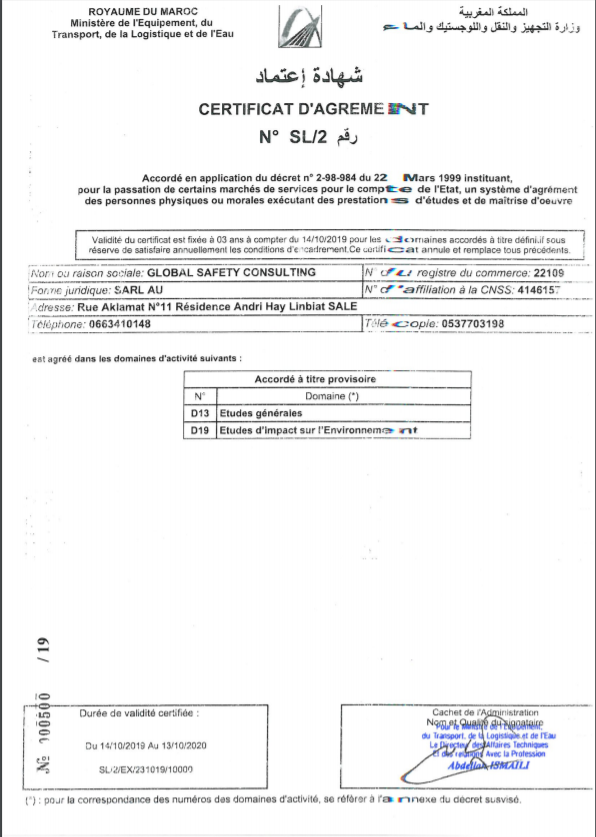 ROYAUME DU MAROC
Ministère de l'Equipement, du
Transport, de la Logistique et de l'Eau
المملكة المغربية
وزارة التجهيز والنقل واللوجستيك والماء
شهادة إعتماد
CERTIFICAT D'AGREMENT
N° SL/2 رقم
Accordé en application du décret n° 2-98-984 du 22 Mars 1999 instituant,
pour la passation de certains marchés de services pour le compte de l'Etat, un système d'agrément
des personnes physiques ou morales exécutant des prestations d'études et de maîtrise d'oeuvre
Validité du certificat est fixée à 03 ans à compter du 14/10/2019 pour les domaines accordés à titre défini.il sous
réserve de satisfaire annuellement les conditions d'encadrement.Ce certificat annule et remplace tous précédents.
Nom ou raison sociale: GLOBAL SAFETY CONSULTING
N° du registre du commerce: 22109
Forme juridique: SARL AU
N° d'affiliation à la CNSS: 414615
Adresse: Rue Aklamat N°11 Résidence Andri Hay Linbiat SALE
Téléphone: 0663410148
Télécopie: 0537703198
est agréé dans les domaines d'activité suivants :
Accordé à titre provisoire
N° Domaine (*)
D13 Etudes générales
D19 Etudes d'impact sur l'Environnement
№ 000500 / 19
Durée de validité certifiée :
Du 14/10/2019 Au 13/10/2020
SL/2/EX/231019/10000
Cachet de l'Administration
Nom et Qualité du signataire
Pour le Ministre de l'Equipement,
du Transport, de la Logistique et de l'Eau
Le Directeur des Affaires Techniques
Et des relations Avec la Profession
Abdellah ISMAILI
(*) : pour la correspondance des numéros des domaines d'activité, se référer à l'annexe du décret susvisé.